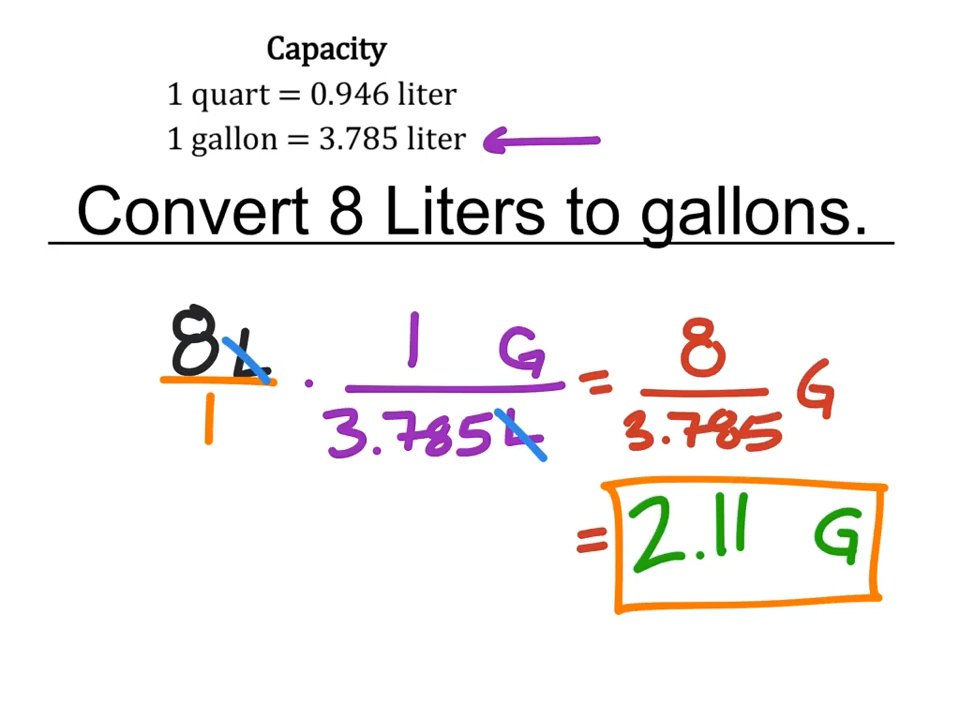 Capacity
1 quart = 0.946 liter
1 gallon = 3.785 liter
Convert 8 Liters to gallons.
8L/1 · 1 G/3.785L = 8/3.785 G
= 2.11 G